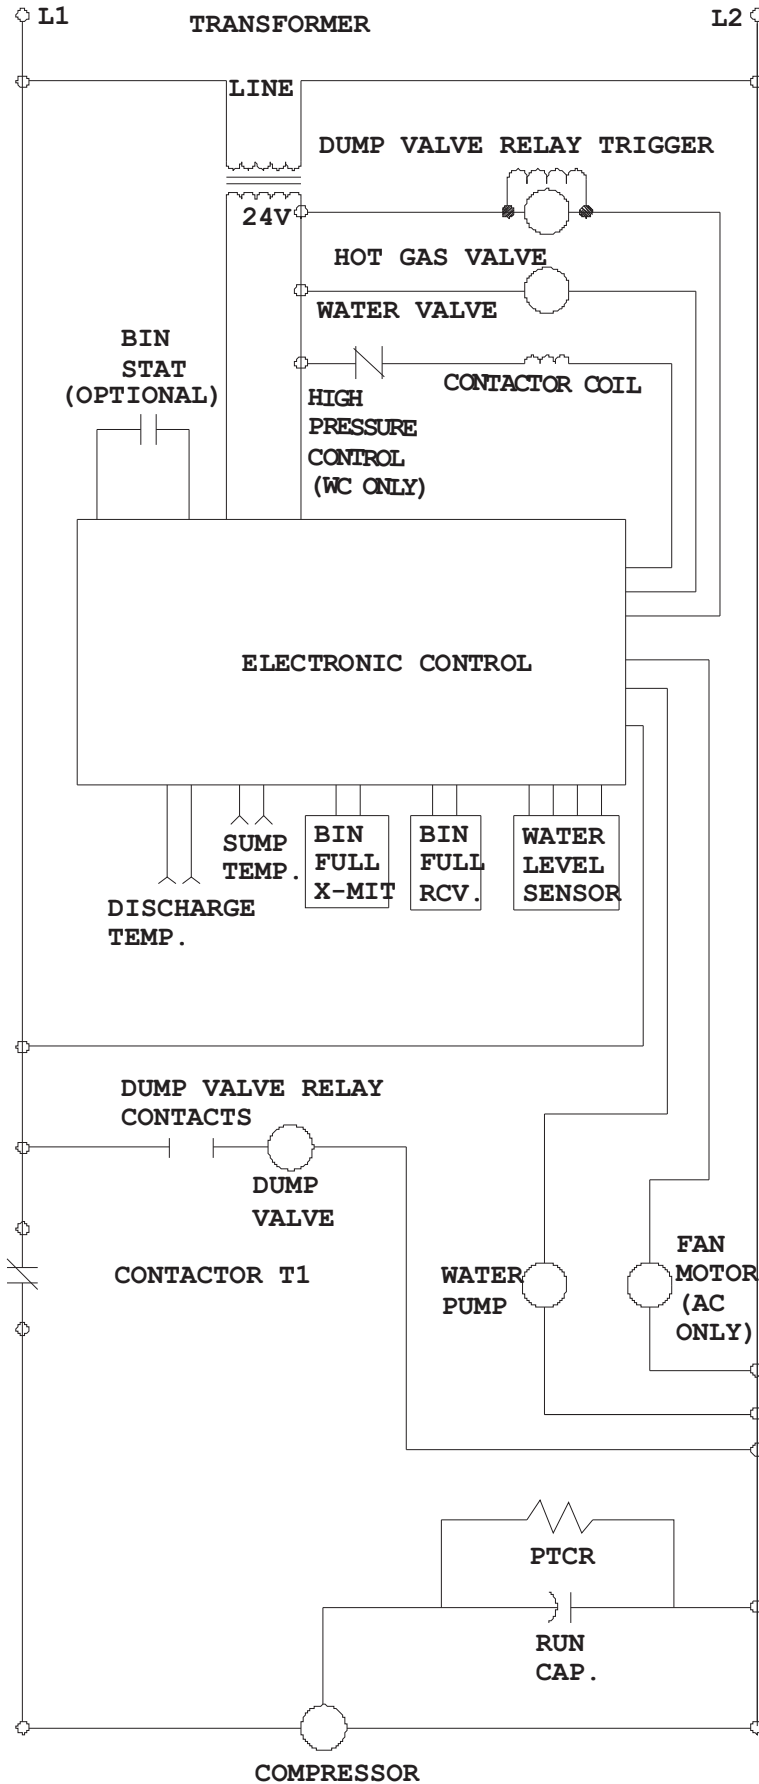 L1
TRANSFORMER
L2
LINE
DUMP VALVE RELAY TRIGGER
24V
HOT GAS VALVE
WATER VALVE
BIN
STAT
(OPTIONAL)
CONTACTOR COIL
HIGH
PRESSURE
CONTROL
(WC ONLY)
ELECTRONIC CONTROL
SUMP
TEMP.
BIN
FULL
X-MIT
BIN
FULL
RCV.
WATER
LEVEL
SENSOR
DISCHARGE
TEMP.
DUMP VALVE RELAY
CONTACTS
DUMP
VALVE
CONTACTOR T1
WATER
PUMP
FAN
MOTOR
(AC
ONLY)
PTCR
RUN
CAP.
COMPRESSOR